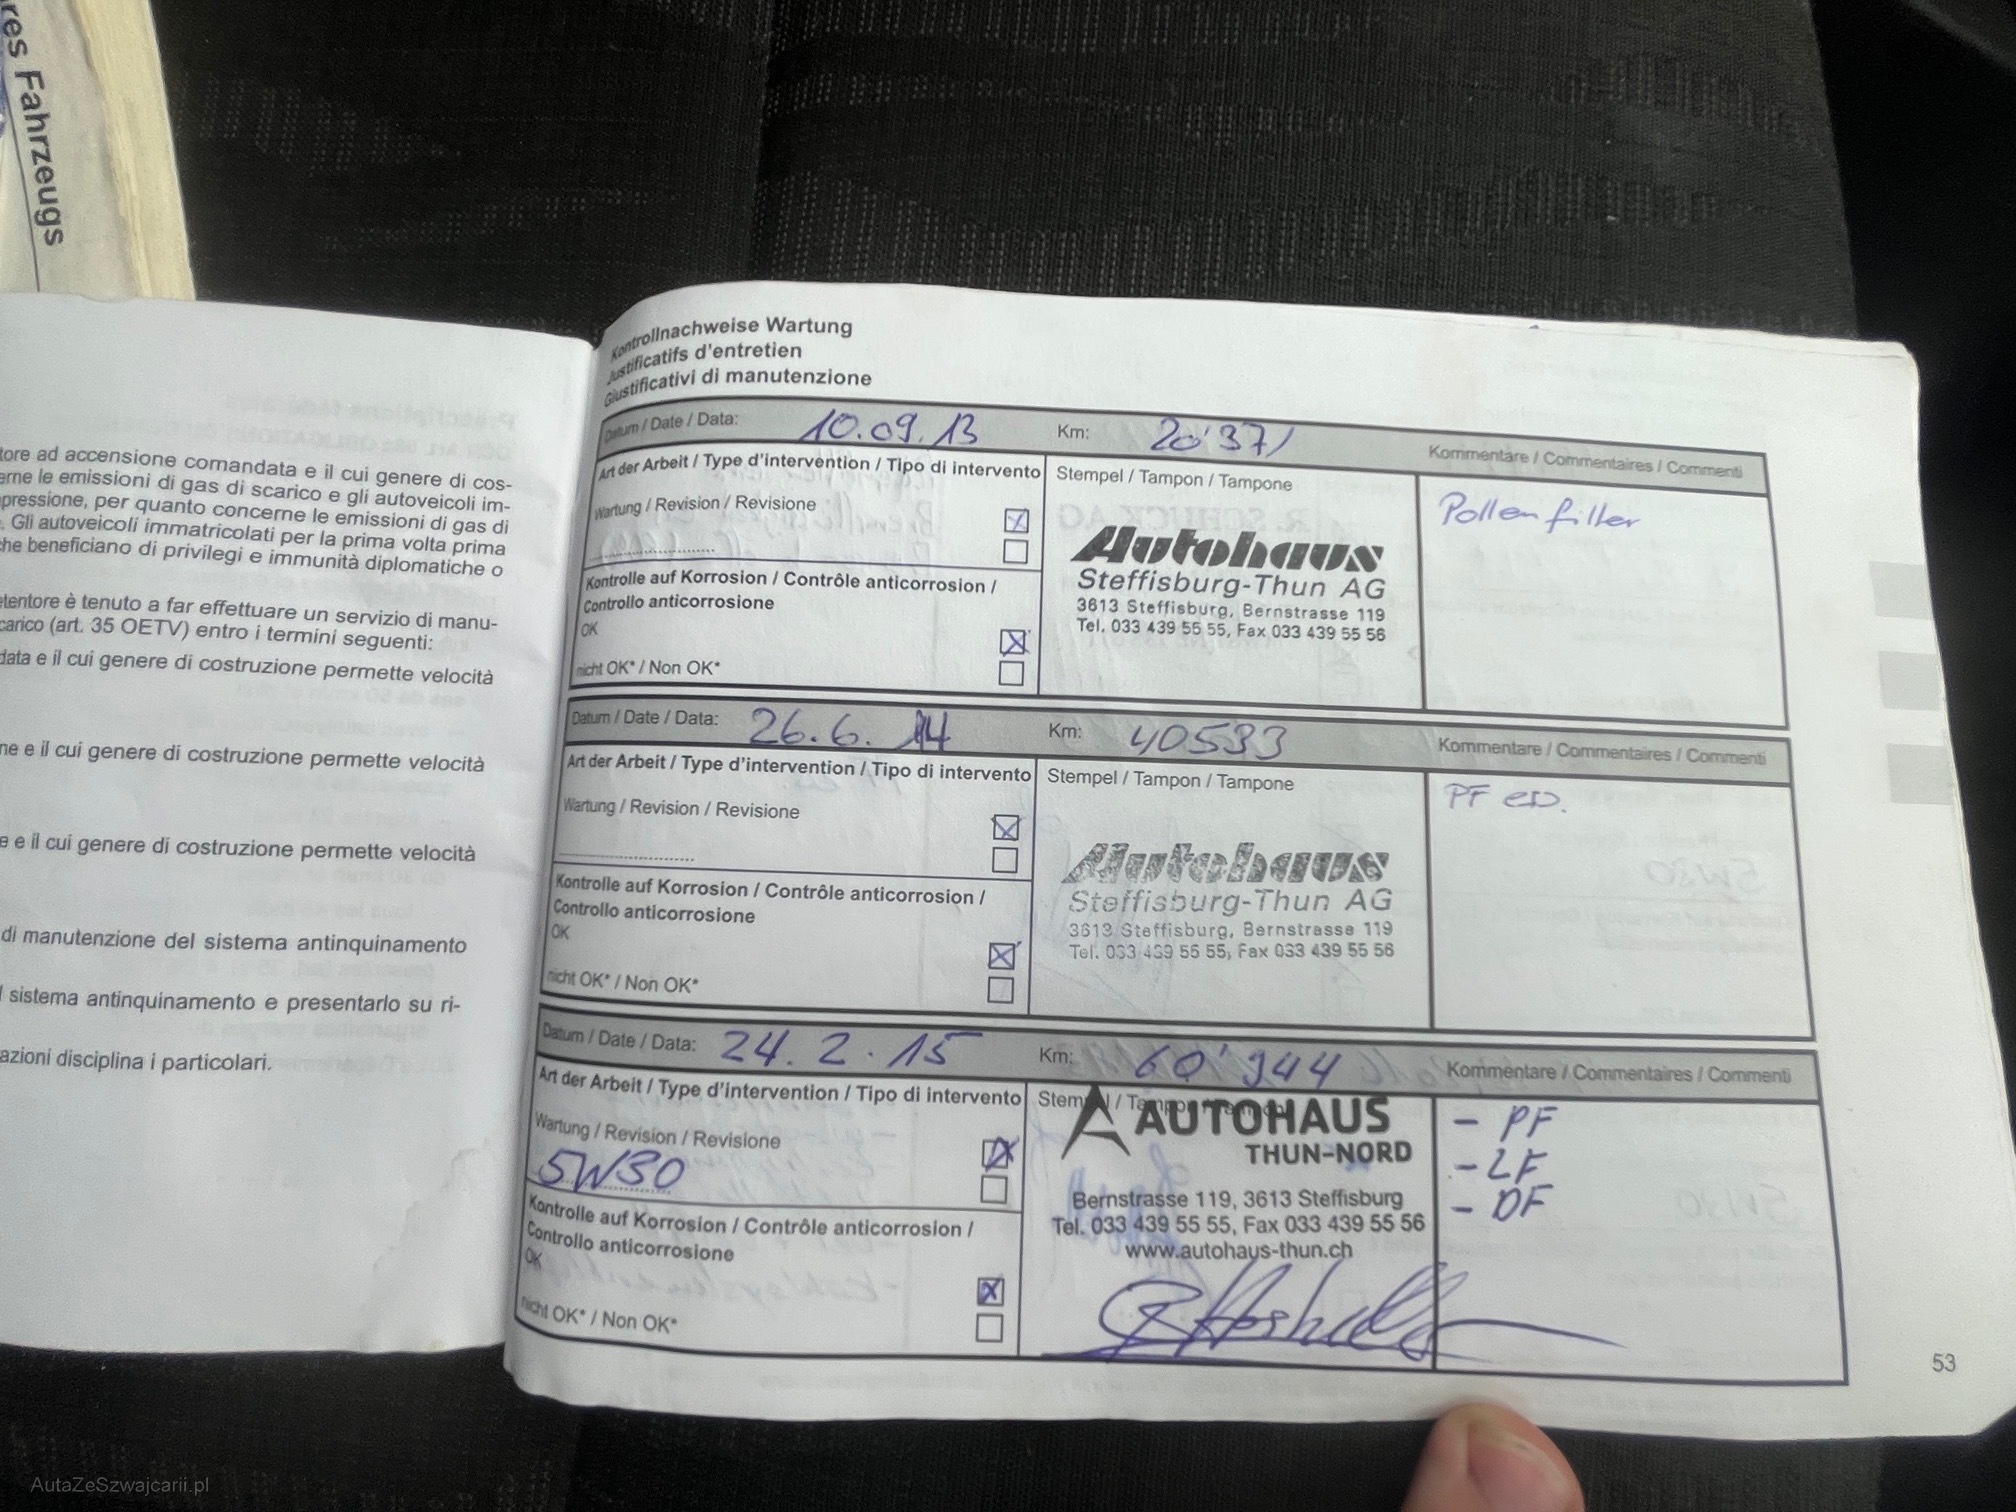 res Fahrzeugs
tore ad accensione comandata e il cui genere di cos-
erne le emissioni di gas di scarico e gli autoveicoli im-
pressione, per quanto concerne le emissioni di gas di
. Gli autoveicoli immatricolati per la prima volta prima
che beneficiano di privilegi e immunità diplomatiche o
etentore è tenuto a far effettuare un servizio di manu-
carico (art. 35 OETV) entro i termini seguenti:
data e il cui genere di costruzione permette velocità
ne e il cui genere di costruzione permette velocità
e e il cui genere di costruzione permette velocità
di manutenzione del sistema antinquinamento
l sistema antinquinamento e presentarlo su ri-
azioni disciplina i particolari.
Kontrollnachweise Wartung
Justificatifs d'entretien
Giustificativi di manutenzione
Datum / Date / Data: 10.09.13 Km: 20'371 Kommentare / Commentaires / Commenti
Art der Arbeit / Type d'intervention / Tipo di intervento
Wartung / Revision / Revisione
Kontrolle auf Korrosion / Contrôle anticorrosion /
Controllo anticorrosione
OK
nicht OK* / Non OK*
Stempel / Tampon / Tampone
Autohaus
Steffisburg-Thun AG
3613 Steffisburg, Bernstrasse 119
Tel. 033 439 55 55, Fax 033 439 55 56
Pollenfilter
Datum / Date / Data: 26.6.14 Km: 40533 Kommentare / Commentaires / Commenti
Art der Arbeit / Type d'intervention / Tipo di intervento
Wartung / Revision / Revisione
Kontrolle auf Korrosion / Contrôle anticorrosion /
Controllo anticorrosione
OK
nicht OK* / Non OK*
Stempel / Tampon / Tampone
Autohaus
Steffisburg-Thun AG
3613 Steffisburg, Bernstrasse 119
Tel. 033 439 55 55, Fax 033 439 55 56
PF
Datum / Date / Data: 24.2.15 Km: 60'944 Kommentare / Commentaires / Commenti
Art der Arbeit / Type d'intervention / Tipo di intervento
Wartung / Revision / Revisione
5W30
Kontrolle auf Korrosion / Contrôle anticorrosion /
Controllo anticorrosione
OK
nicht OK* / Non OK*
Stempel / Tampon / Tampone
AUTOHAUS
THUN-NORD
Bernstrasse 119, 3613 Steffisburg
Tel. 033 439 55 55, Fax 033 439 55 56
www.autohaus-thun.ch
- PF
- LF
- DF
53
AutaZeSzwajcarii.pl